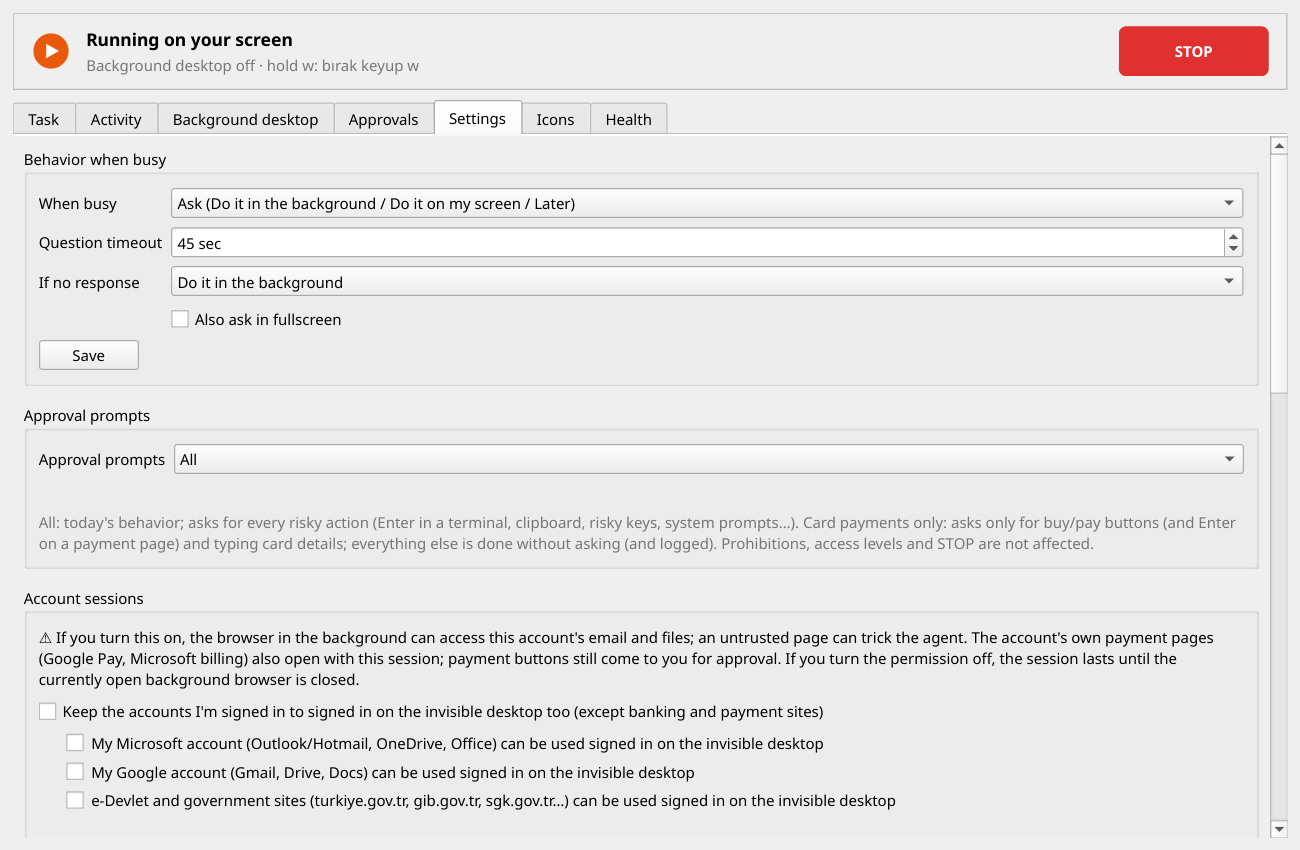 Running on your screen
Background desktop off · hold w: bırak keyup w
STOP
Task
Activity
Background desktop
Approvals
Settings
Icons
Health
Behavior when busy
When busy
Ask (Do it in the background / Do it on my screen / Later)
Question timeout
45 sec
If no response
Do it in the background
Also ask in fullscreen
Save
Approval prompts
Approval prompts
All
All: today's behavior; asks for every risky action (Enter in a terminal, clipboard, risky keys, system prompts...). Card payments only: asks only for buy/pay buttons (and Enter
on a payment page) and typing card details; everything else is done without asking (and logged). Prohibitions, access levels and STOP are not affected.
Account sessions
⚠ If you turn this on, the browser in the background can access this account's email and files; an untrusted page can trick the agent. The account's own payment pages
(Google Pay, Microsoft billing) also open with this session; payment buttons still come to you for approval. If you turn the permission off, the session lasts until the
currently open background browser is closed.
Keep the accounts I'm signed in to signed in on the invisible desktop too (except banking and payment sites)
My Microsoft account (Outlook/Hotmail, OneDrive, Office) can be used signed in on the invisible desktop
My Google account (Gmail, Drive, Docs) can be used signed in on the invisible desktop
e-Devlet and government sites (turkiye.gov.tr, gib.gov.tr, sgk.gov.tr...) can be used signed in on the invisible desktop